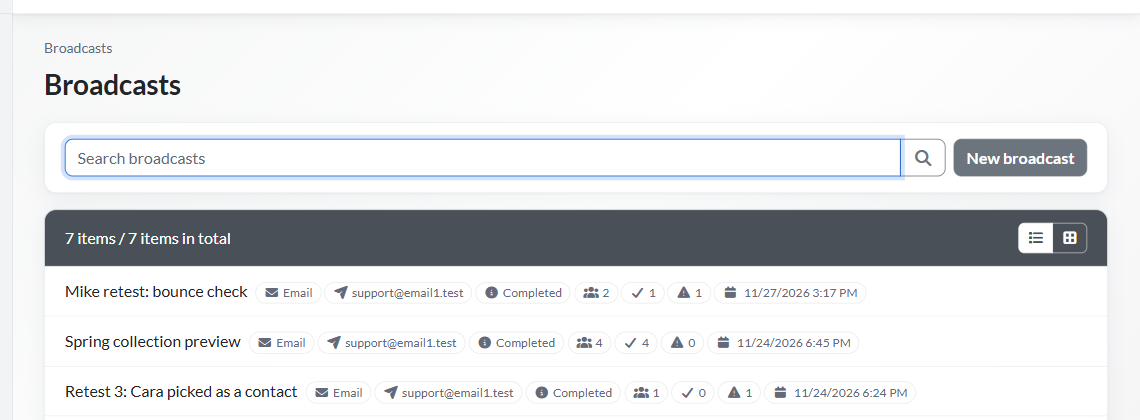 Broadcasts
Broadcasts
Search broadcasts New broadcast
7 items / 7 items in total
Mike retest: bounce check Email support@email1.test Completed 2 1 1 11/27/2026 3:17 PM
Spring collection preview Email support@email1.test Completed 4 4 0 11/24/2026 6:45 PM
Retest 3: Cara picked as a contact Email support@email1.test Completed 1 0 1 11/24/2026 6:24 PM